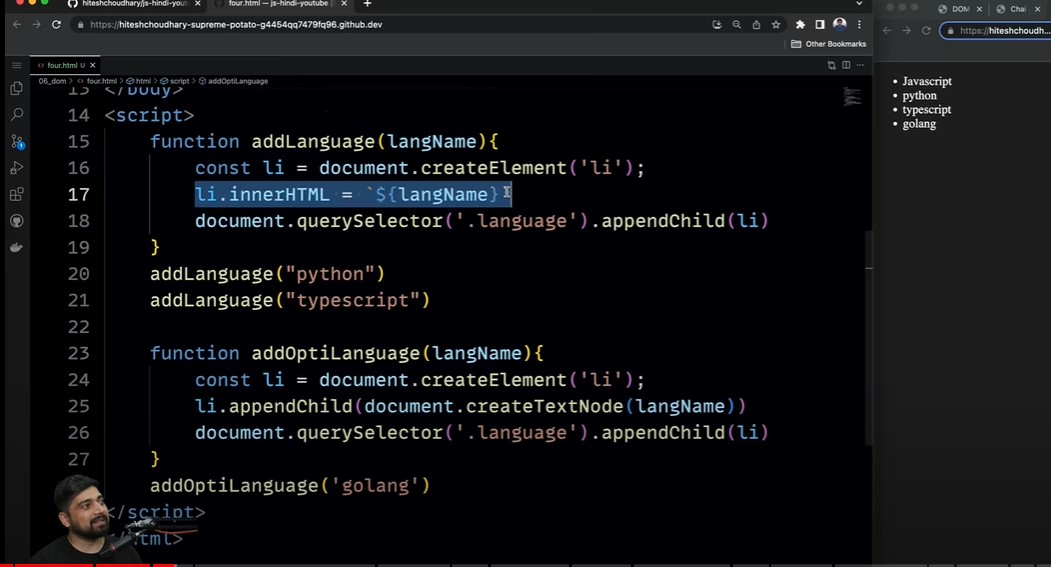 hiteshchoudhary/js-hindi-yout
four.html — js-hindi-youtube [
DOM
Chai
https://hiteshchoudhary-supreme-potato-g4454qq7479fq96.github.dev
https://hiteshchoudh...
Other Bookmarks
four.html U
06_dom > four.html > html > script > addOptiLanguage
13 </body>
14 <script>
15 function addLanguage(langName){
16 const li = document.createElement('li');
17 li.innerHTML = `${langName}
18 document.querySelector('.language').appendChild(li)
19 }
20 addLanguage("python")
21 addLanguage("typescript")
22
23 function addOptiLanguage(langName){
24 const li = document.createElement('li');
25 li.appendChild(document.createTextNode(langName))
26 document.querySelector('.language').appendChild(li)
27 }
addOptiLanguage('golang')
/script>
html>
• Javascript
• python
• typescript
• golang